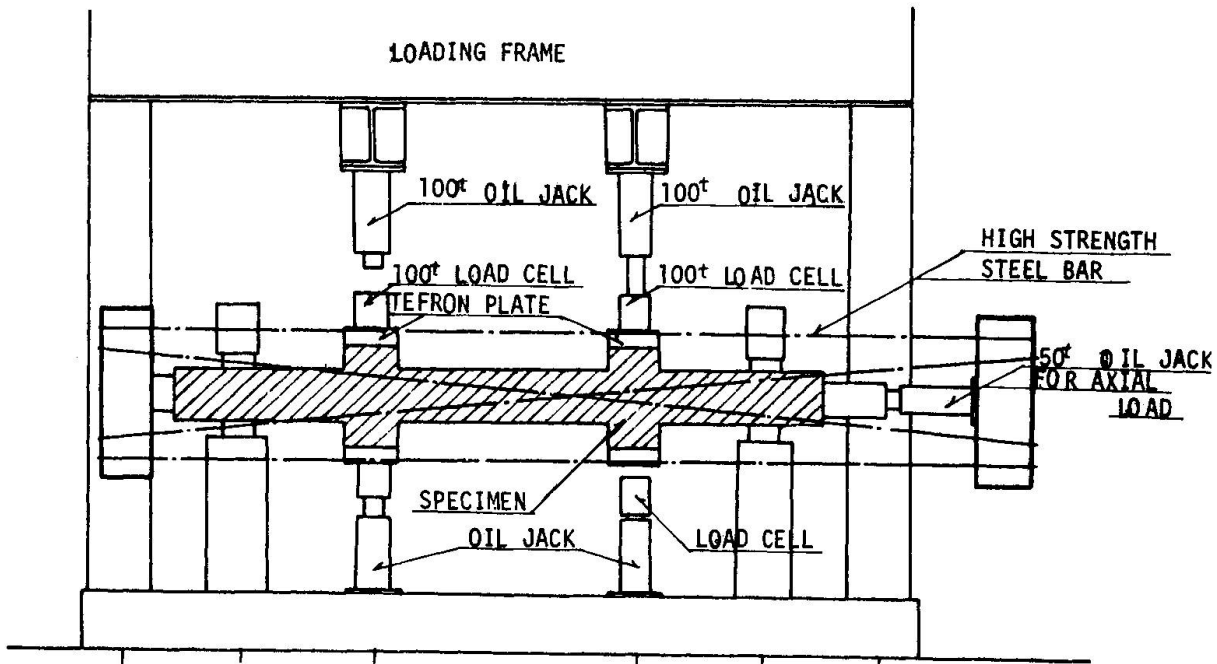 LOADING FRAME
100t OIL JACK
100t OIL JACK
HIGH STRENGTH
STEEL BAR
100t LOAD CELL
100t LOAD CELL
TEFRON PLATE
50t OIL JACK
FOR AXIAL
LOAD
SPECIMEN
OIL JACK
LOAD CELL